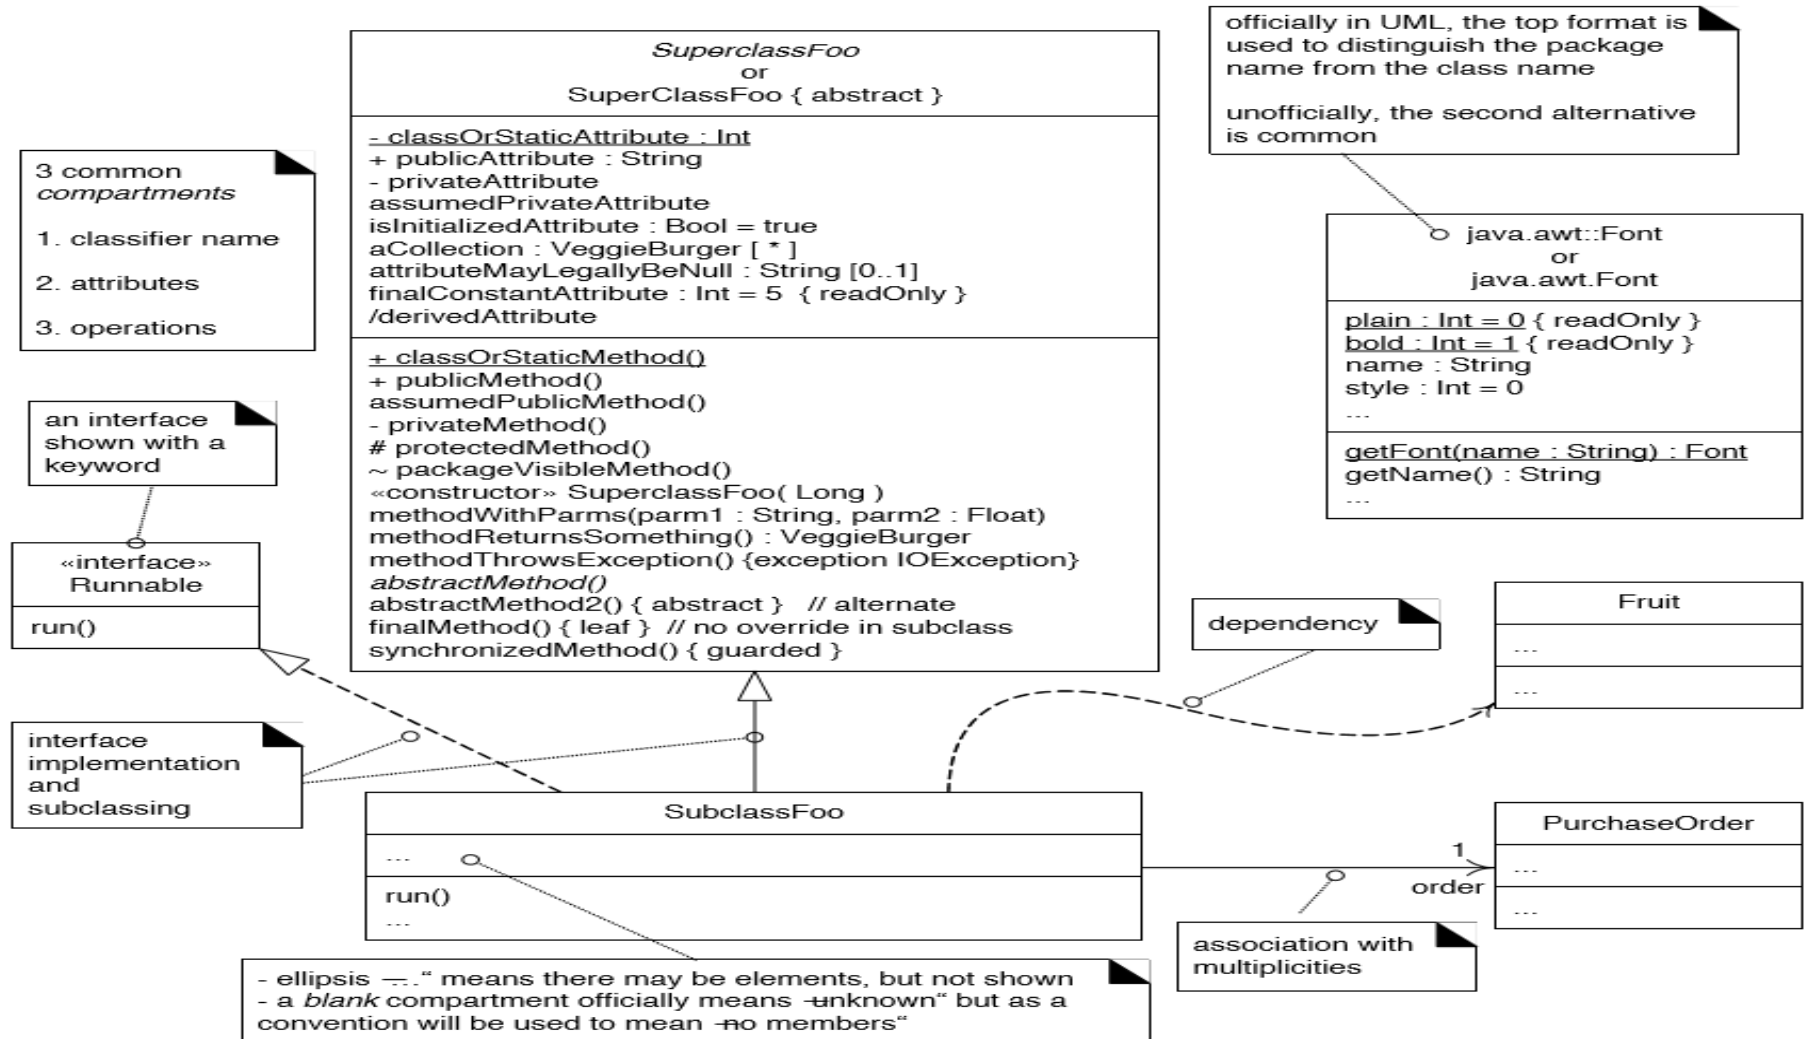 officially in UML, the top format is
used to distinguish the package
name from the class name
unofficially, the second alternative
is common
SuperclassFoo
or
SuperClassFoo { abstract }
- classOrStaticAttribute : Int
+ publicAttribute : String
- privateAttribute
assumedPrivateAttribute
isInitializedAttribute : Bool = true
aCollection : VeggieBurger [ * ]
attributeMayLegallyBeNull : String [0..1]
finalConstantAttribute : Int = 5 { readOnly }
/derivedAttribute
+ classOrStaticMethod()
+ publicMethod()
assumedPublicMethod()
- privateMethod()
# protectedMethod()
~ packageVisibleMethod()
«constructor» SuperclassFoo( Long )
methodWithParms(parm1 : String, parm2 : Float)
methodReturnsSomething() : VeggieBurger
methodThrowsException() {exception IOException}
abstractMethod()
abstractMethod2() { abstract } // alternate
finalMethod() { leaf } // no override in subclass
synchronizedMethod() { guarded }
3 common
compartments
1. classifier name
2. attributes
3. operations
java.awt::Font
or
java.awt.Font
plain : Int = 0 { readOnly }
bold : Int = 1 { readOnly }
name : String
style : Int = 0
...
getFont(name : String) : Font
getName() : String
...
an interface
shown with a
keyword
«interface»
Runnable
run()
dependency
Fruit
...
...
interface
implementation
and
subclassing
SubclassFoo
...
run()
...
PurchaseOrder
...
...
1
order
association with
multiplicities
- ellipsis —..“ means there may be elements, but not shown
- a blank compartment officially means —unknown“ but as a
convention will be used to mean —no members“